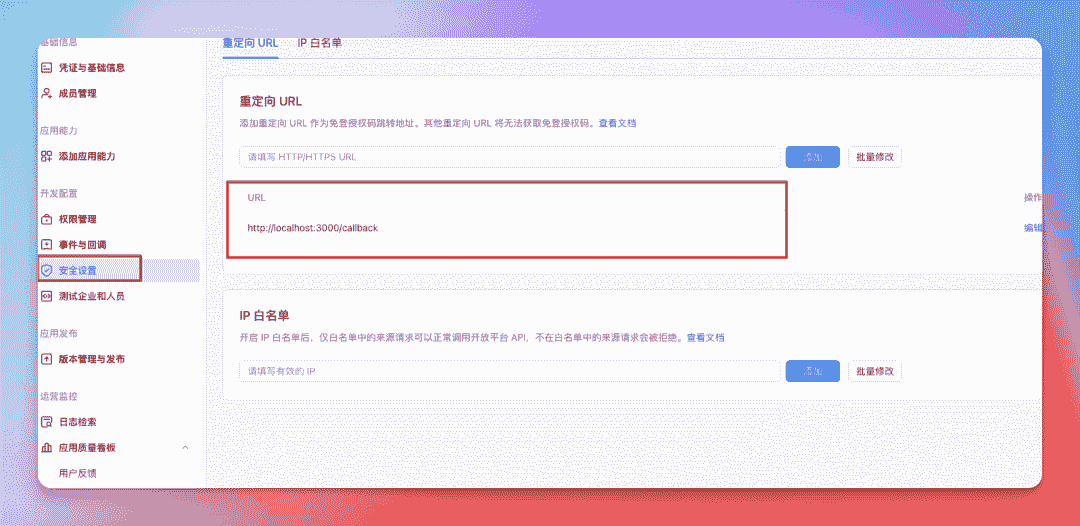 基础信息
凭证与基础信息
成员管理
应用能力
添加应用能力
开发配置
权限管理
事件与回调
安全设置
测试企业和人员
应用发布
版本管理与发布
运营监控
日志检索
应用质量看板
用户反馈
重定向 URL IP 白名单
重定向 URL
添加重定向 URL 作为免登授权码跳转地址。其他重定向 URL 将无法获取免登授权码。查看文档
请填写 HTTP/HTTPS URL 添加 批量修改
URL 操作
http://localhost:3000/callback 编辑
IP 白名单
开启 IP 白名单后，仅白名单中的来源请求可以正常调用开放平台 API，不在白名单中的来源请求会被拒绝。查看文档
请填写有效的 IP 添加 批量修改